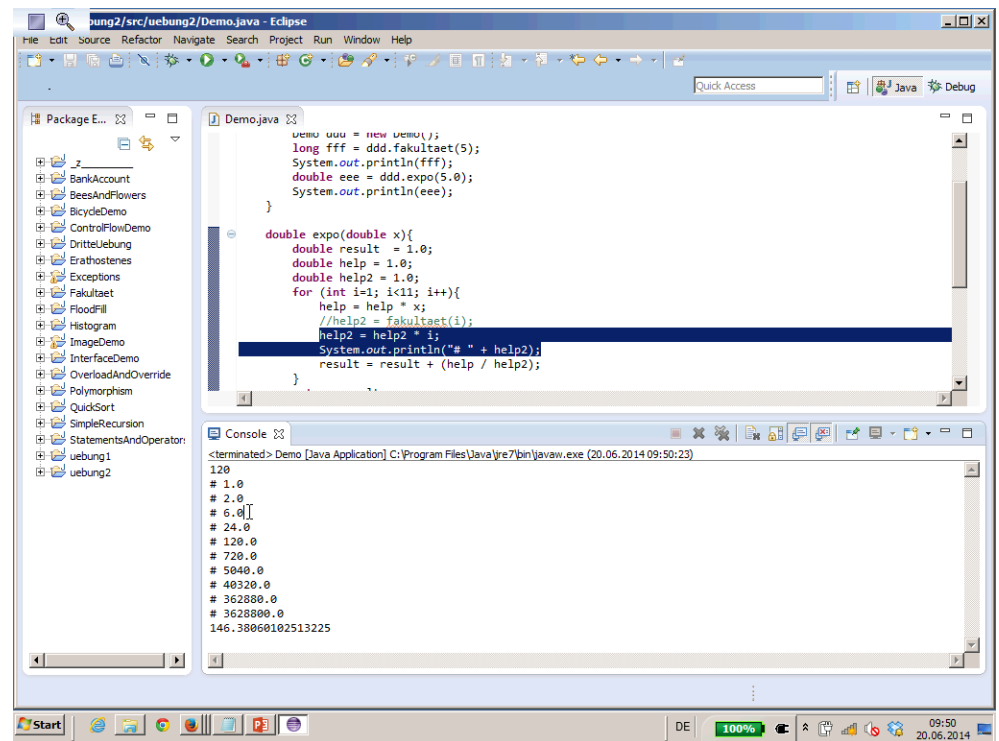 bung2/src/uebung2/Demo.java - Eclipse
File Edit Source Refactor Navigate Search Project Run Window Help
Quick Access
Java
Debug
Package E...
_z_________
BankAccount
BeesAndFlowers
BicycleDemo
ControlFlowDemo
DritteUebung
Erathostenes
Exceptions
Fakultaet
FloodFill
Histogram
ImageDemo
InterfaceDemo
OverloadAndOverride
Polymorphism
QuickSort
SimpleRecursion
StatementsAndOperator
uebung1
uebung2
Demo.java
Demo ddd = new Demo();
long fff = ddd.fakultaet(5);
System.out.println(fff);
double eee = ddd.expo(5.0);
System.out.println(eee);
}
double expo(double x){
double result  = 1.0;
double help = 1.0;
double help2 = 1.0;
for (int i=1; i<11; i++){
help = help * x;
//help2 = fakultaet(i);
help2 = help2 * i;
System.out.println("# " + help2);
result = result + (help / help2);
}
Console
<terminated> Demo [Java Application] C:\Program Files\Java\jre7\bin\javaw.exe (20.06.2014 09:50:23)
120
# 1.0
# 2.0
# 6.0
# 24.0
# 120.0
# 720.0
# 5040.0
# 40320.0
# 362880.0
# 3628800.0
146.38060102513225
Start
DE
100%
09:50
20.06.2014